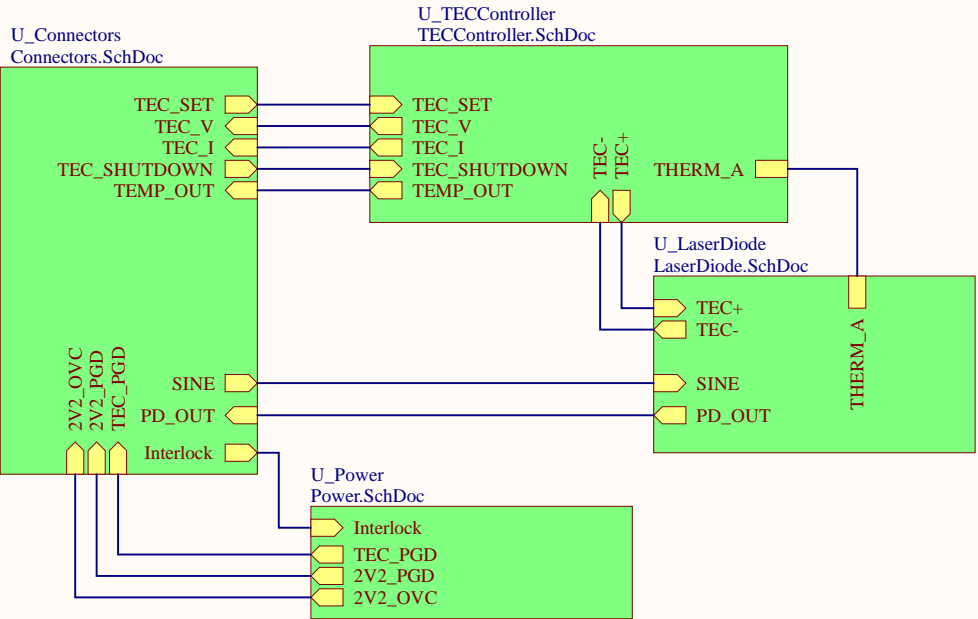 U_Connectors
Connectors.SchDoc
TEC_SET
TEC_V
TEC_I
TEC_SHUTDOWN
TEMP_OUT
2V2_OVC
2V2_PGD
TEC_PGD
SINE
PD_OUT
Interlock
U_TECController
TECController.SchDoc
TEC_SET
TEC_V
TEC_I
TEC_SHUTDOWN
TEMP_OUT
TEC-
TEC+
THERM_A
U_LaserDiode
LaserDiode.SchDoc
TEC+
TEC-
THERM_A
SINE
PD_OUT
U_Power
Power.SchDoc
Interlock
TEC_PGD
2V2_PGD
2V2_OVC